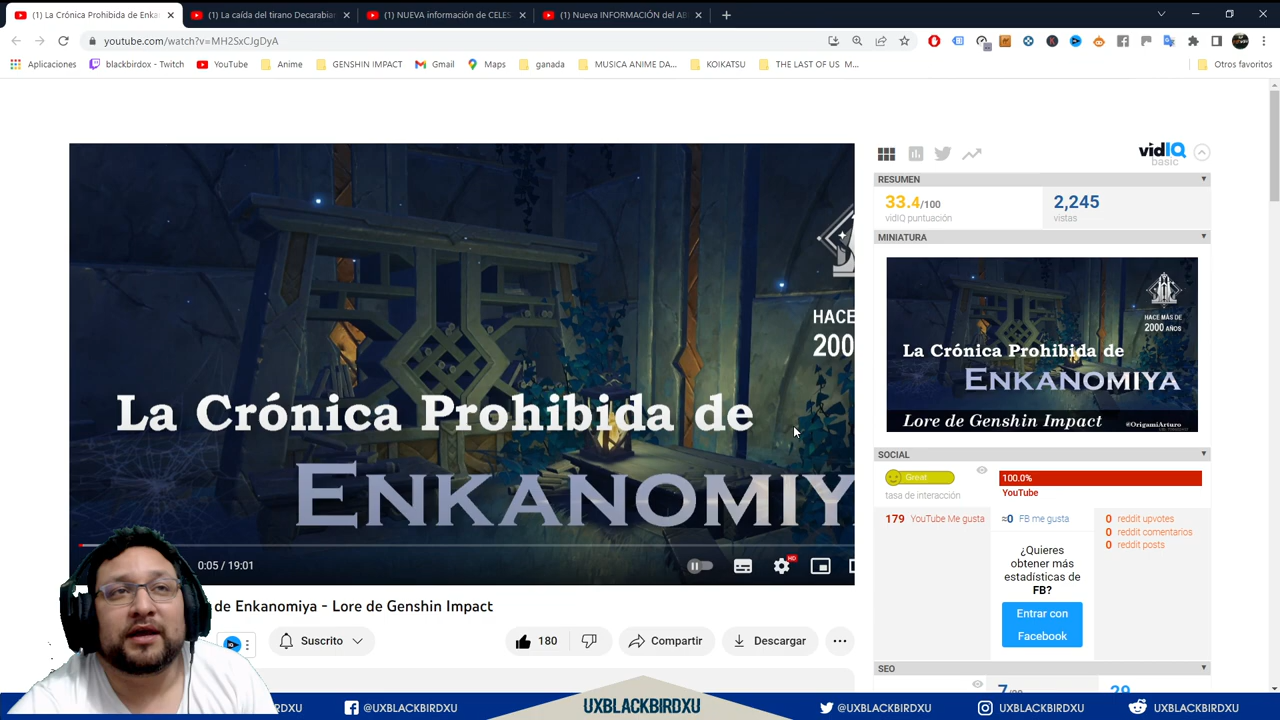 (1) La Crónica Prohibida de Enka
(1) La caída del tirano Decarabian
(1) NUEVA información de CELES
(1) Nueva INFORMACIÓN del AB
youtube.com/watch?v=MH2SxCJgDyA
Aplicaciones
blackbirdox - Twitch
YouTube
Anime
GENSHIN IMPACT
Gmail
Maps
ganada
MUSICA ANIME DA...
KOIKATSU
THE LAST OF US M...
Otros favoritos
HACE
200
La Crónica Prohibida de
ENKANOMIY
0:05 / 19:01
de Enkanomiya - Lore de Genshin Impact
Suscrito
180
Compartir
Descargar
vidIQ
basic
RESUMEN
33.4/100
vidIQ puntuación
2,245
vistas
MINIATURA
HACE MÁS DE
2000 AÑOS
La Crónica Prohibida de
ENKANOMIYA
Lore de Genshin Impact
@OrigamiArturo
SOCIAL
Great
tasa de interacción
100.0%
YouTube
179 YouTube Me gusta
≈0 FB me gusta
0 reddit upvotes
0 reddit comentarios
0 reddit posts
¿Quieres
obtener más
estadísticas de
FB?
Entrar con
Facebook
SEO
RDXU
@UXBLACKBIRDXU
UXBLACKBIRDXU
@UXBLACKBIRDXU
UXBLACKBIRDXU
UXBLACKBIRDXU